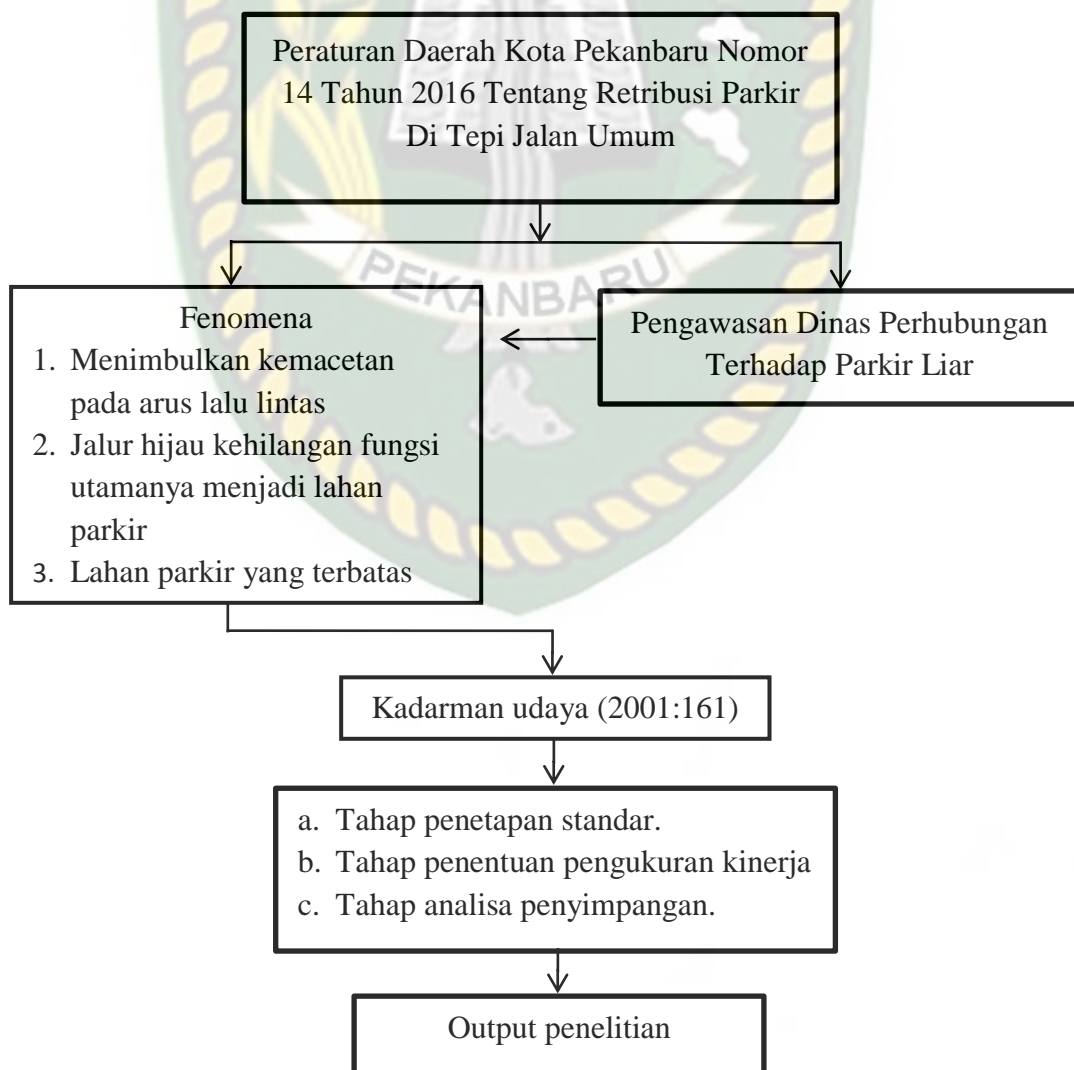 Peraturan Daerah Kota Pekanbaru Nomor
14 Tahun 2016 Tentang Retribusi Parkir
Di Tepi Jalan Umum
PEKANBARU
Fenomena
1. Menimbulkan kemacetan
pada arus lalu lintas
2. Jalur hijau kehilangan fungsi
utamanya menjadi lahan
parkir
3. Lahan parkir yang terbatas
Pengawasan Dinas Perhubungan
Terhadap Parkir Liar
Kadarman udaya (2001:161)
a. Tahap penetapan standar.
b. Tahap penentuan pengukuran kinerja
c. Tahap analisa penyimpangan.
Output penelitian